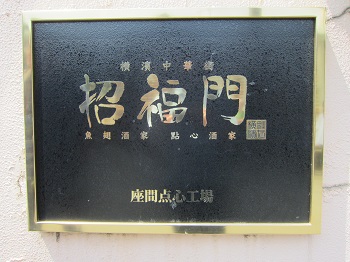 横濱中華街
招福門
魚翅酒家 點心酒家
座間点心工場